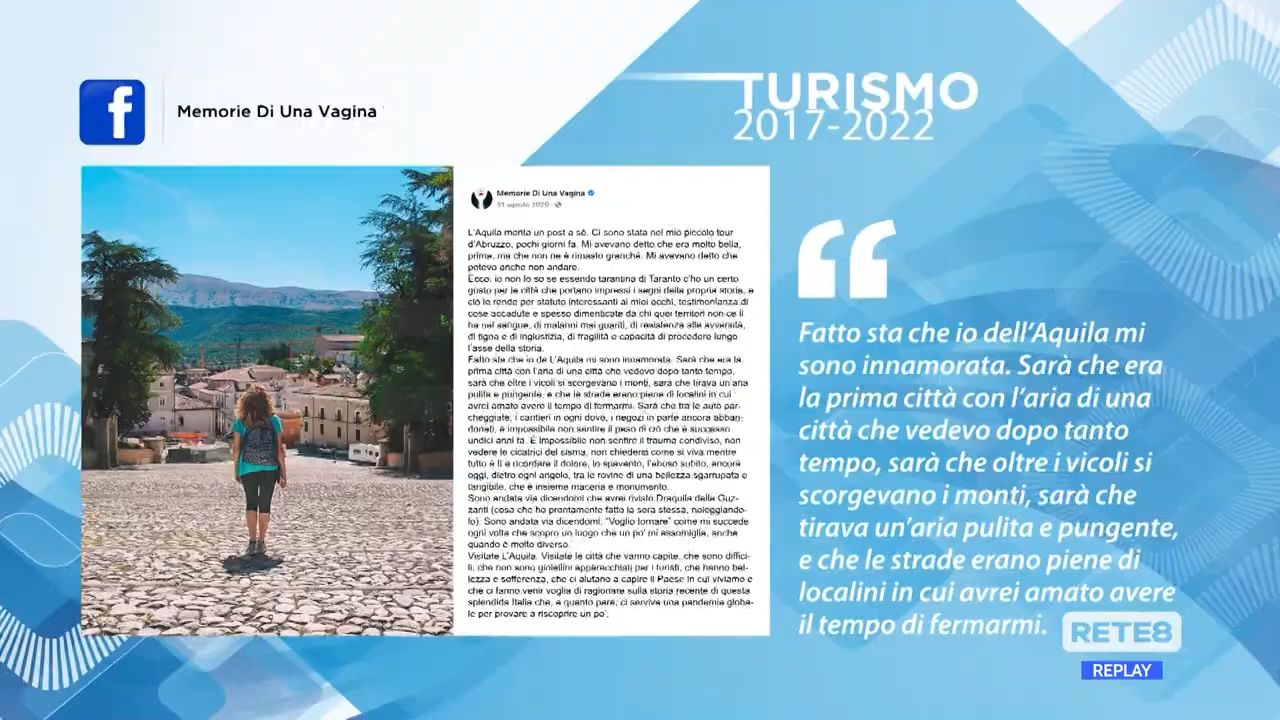 f
Memorie Di Una Vagina
TURISMO
2017-2022
Memorie Di Una Vagina
31 agosto 2020
L'Aquila merita un post a sé. Ci sono stata nel mio piccolo tour
d'Abruzzo, pochi giorni fa. Mi avevano detto che era molto bella,
prima, ma che non ne è rimasto granché. Mi avevano detto che
potevo anche non andare.
Ecco: io non lo so se essendo tarantina di Taranto c'ho un certo
gusto per le città che portano impressi i segni della propria storia, e
ciò le rende per statuto interessanti ai miei occhi, testimonianza di
cose accadute e spesso dimenticate da chi quei territori non ce li
ha nel sangue, di malanni mai guariti, di resistenza alle avversità,
di tigna e di ingiustizia, di fragilità e capacità di procedere lungo
l'asse della storia.
Fatto sta che io de L'Aquila mi sono innamorata. Sarà che era la
prima città con l'aria di una città che vedevo dopo tanto tempo,
sarà che oltre i vicoli si scorgevano i monti, sarà che tirava un'aria
pulita e pungente, e che le strade erano piene di localini in cui
avrei amato avere il tempo di fermarmi. Sarà che tra le auto par-
cheggiate, i cantieri in ogni dove, i negozi in parte ancora abban-
donati, è impossibile non sentire il peso di ciò che è successo
undici anni fa. È impossibile non sentire il trauma condiviso, non
vedere le cicatrici del sisma, non chiedersi come si viva mentre
tutto è lì e ricordare il dolore, lo spavento, l'abuso subito, ancora
oggi, dietro ogni angolo, tra le rovine di una bellezza sgarrupata e
tangibile, che è insieme maceria e monumento.
Sono andata via dicendomi che avrei rivisto Draquila della Guz-
zanti (cosa che ho prontamente fatto la sera stessa, noleggiando-
lo). Sono andata via dicendomi: "Voglio tornare" come mi succede
ogni volta che scopro un luogo che un po' mi assomiglia, anche
quando è molto diverso.
Visitate L'Aquila. Visitate le città che vanno capite, che sono diffici-
li, che non sono gioiellini apparecchiati per i turisti, che hanno bel-
lezza e sofferenza, che ci aiutano a capire il Paese in cui viviamo e
che ci fanno venir voglia di ragionare sulla storia recente di questa
splendida Italia che, a quanto pare, ci serviva una pandemia globa-
le per provare a riscoprire un po'.
“
Fatto sta che io dell'Aquila mi
sono innamorata. Sarà che era
la prima città con l'aria di una
città che vedevo dopo tanto
tempo, sarà che oltre i vicoli si
scorgevano i monti, sarà che
tirava un'aria pulita e pungente,
e che le strade erano piene di
localini in cui avrei amato avere
il tempo di fermarmi.
RETE8
REPLAY